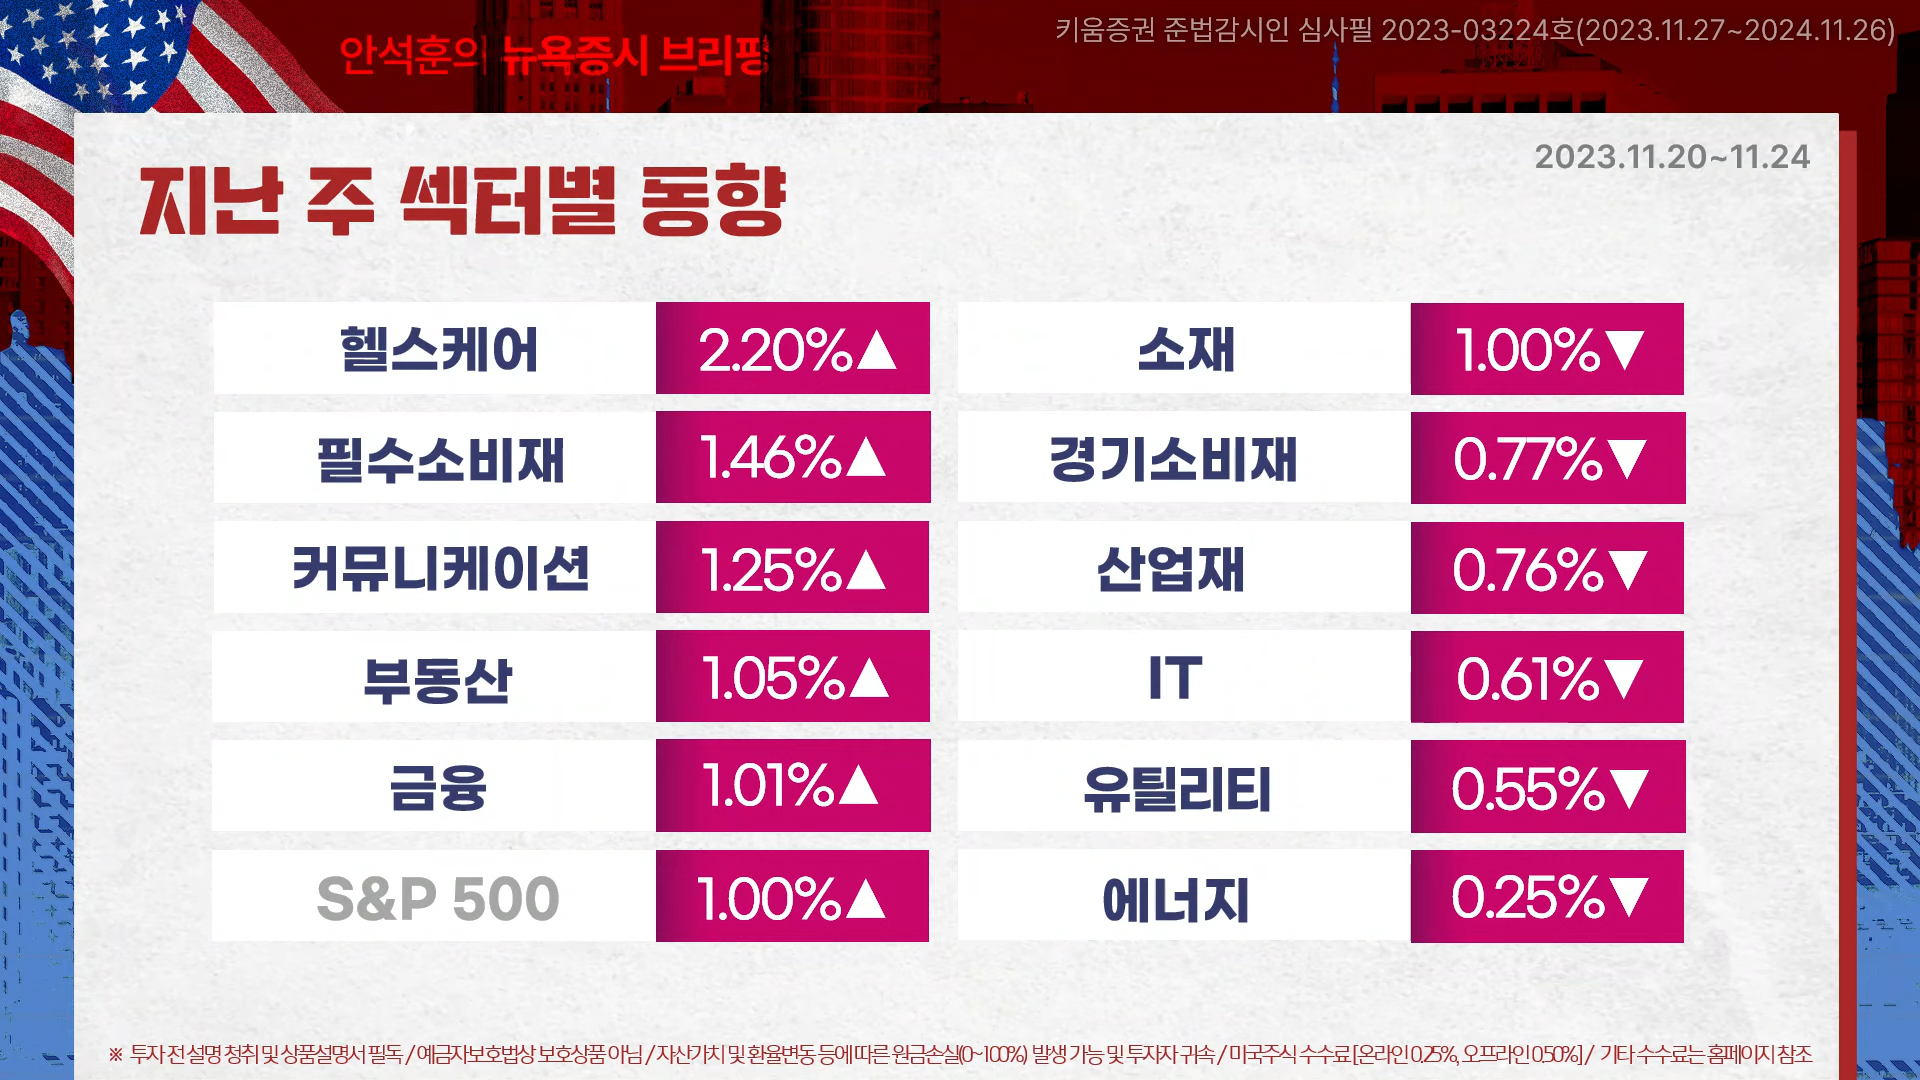 안석훈의 뉴욕증시 브리핑
키움증권 준법감시인 심사필 2023-03224호(2023.11.27~2024.11.26)
2023.11.20~11.24
지난 주 섹터별 동향
헬스케어 2.20%▲
필수소비재 1.46%▲
커뮤니케이션 1.25%▲
부동산 1.05%▲
금융 1.01%▲
S&P 500 1.00%▲
소재 1.00%▼
경기소비재 0.77%▼
산업재 0.76%▼
IT 0.61%▼
유틸리티 0.55%▼
에너지 0.25%▼
※ 투자 전 설명 청취 및 상품설명서 필독 / 예금자보호법상 보호상품 아님 / 자산가치 및 환율변동 등에 따른 원금손실(0~100%) 발생 가능 및 투자자 귀속 / 미국주식 수수료 [온라인 0.25%, 오프라인 0.50%] / 기타 수수료는 홈페이지 참조